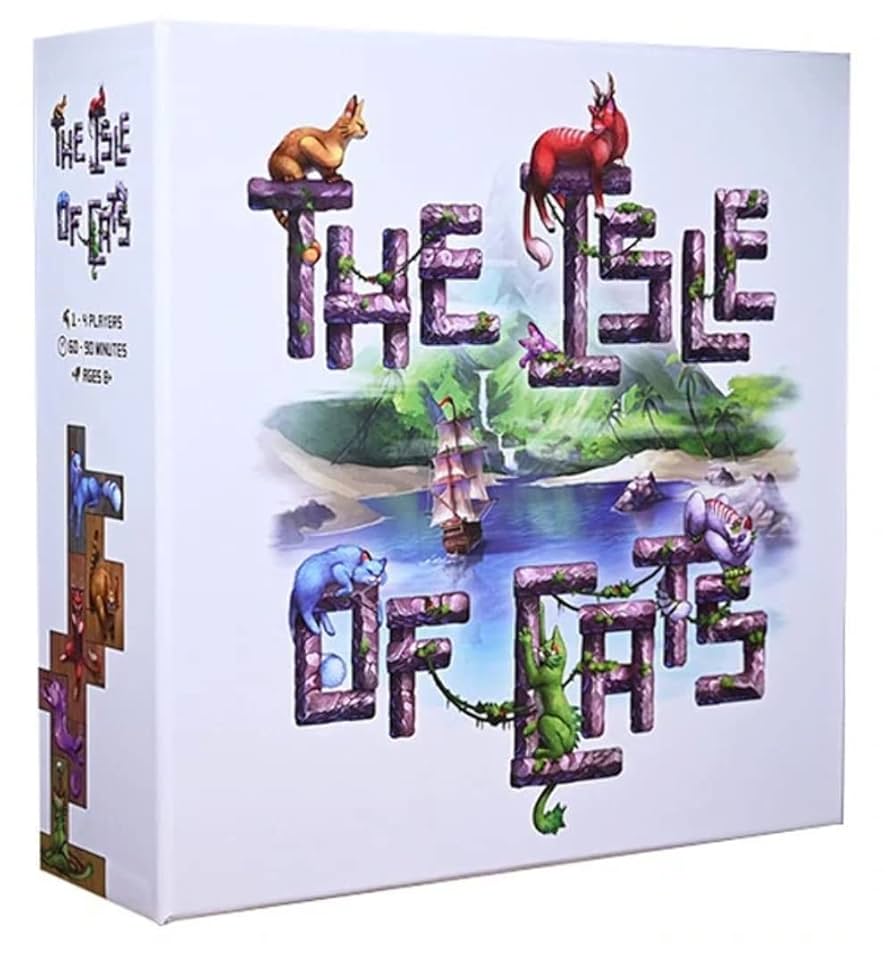 THE ISLE
OF CATS
1-4 PLAYERS
60-90 MINUTES
AGES 8+
THE ISLE
OF CATS